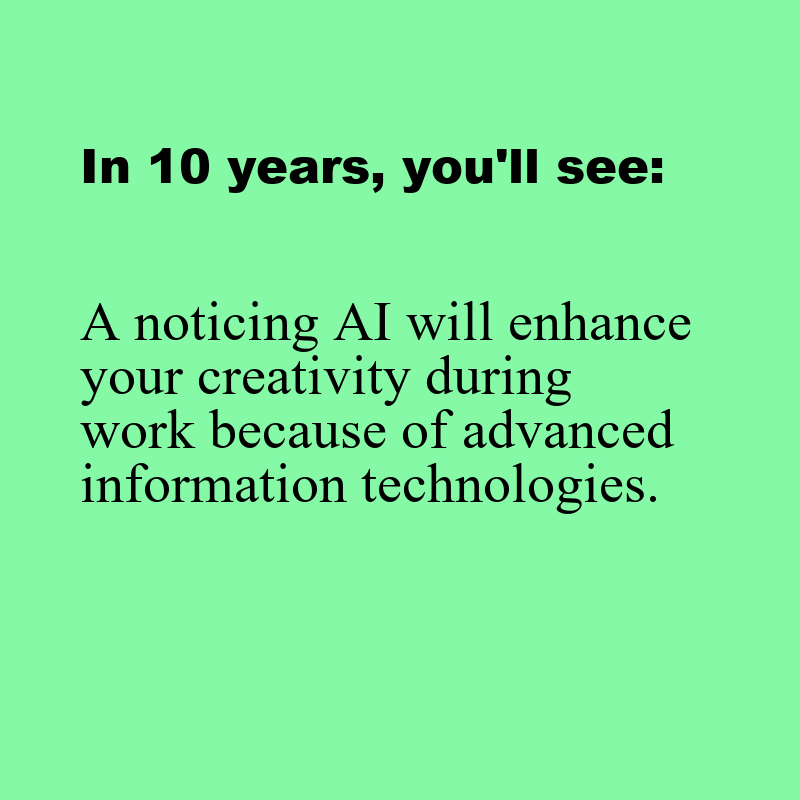 In 10 years, you'll see:
A noticing AI will enhance
your creativity during
work because of advanced
information technologies.